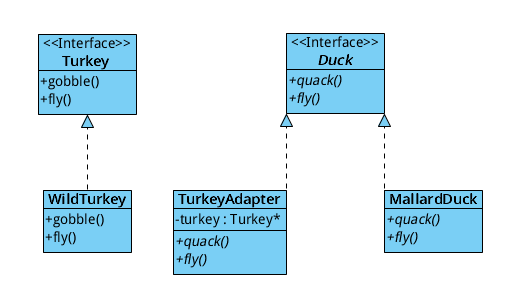 <<Interface>>
Turkey
+gobble()
+fly()
<<Interface>>
Duck
+quack()
+fly()
WildTurkey
+gobble()
+fly()
TurkeyAdapter
-turkey : Turkey*
+quack()
+fly()
MallardDuck
+quack()
+fly()